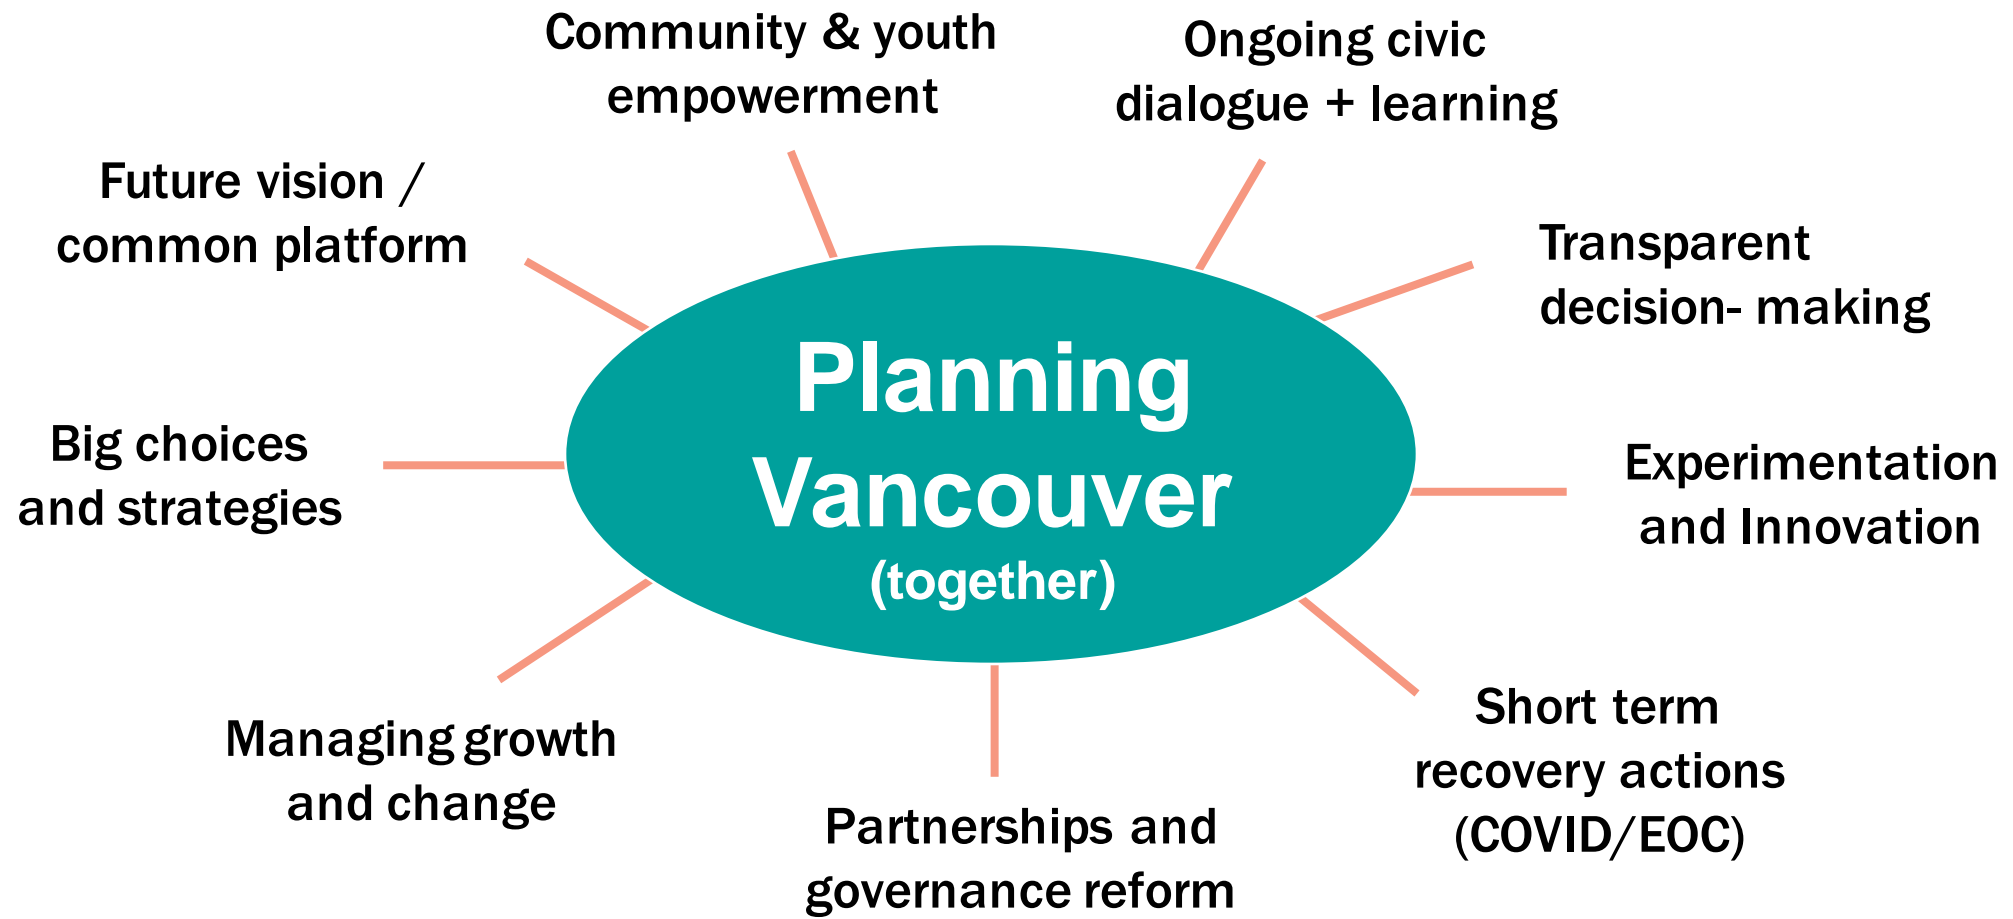 Community & youth
empowerment
Ongoing civic
dialogue + learning
Future vision /
common platform
Transparent
decision- making
Planning
Vancouver
(together)
Big choices
and strategies
Experimentation
and Innovation
Managing growth
and change
Short term
recovery actions
(COVID/EOC)
Partnerships and
governance reform